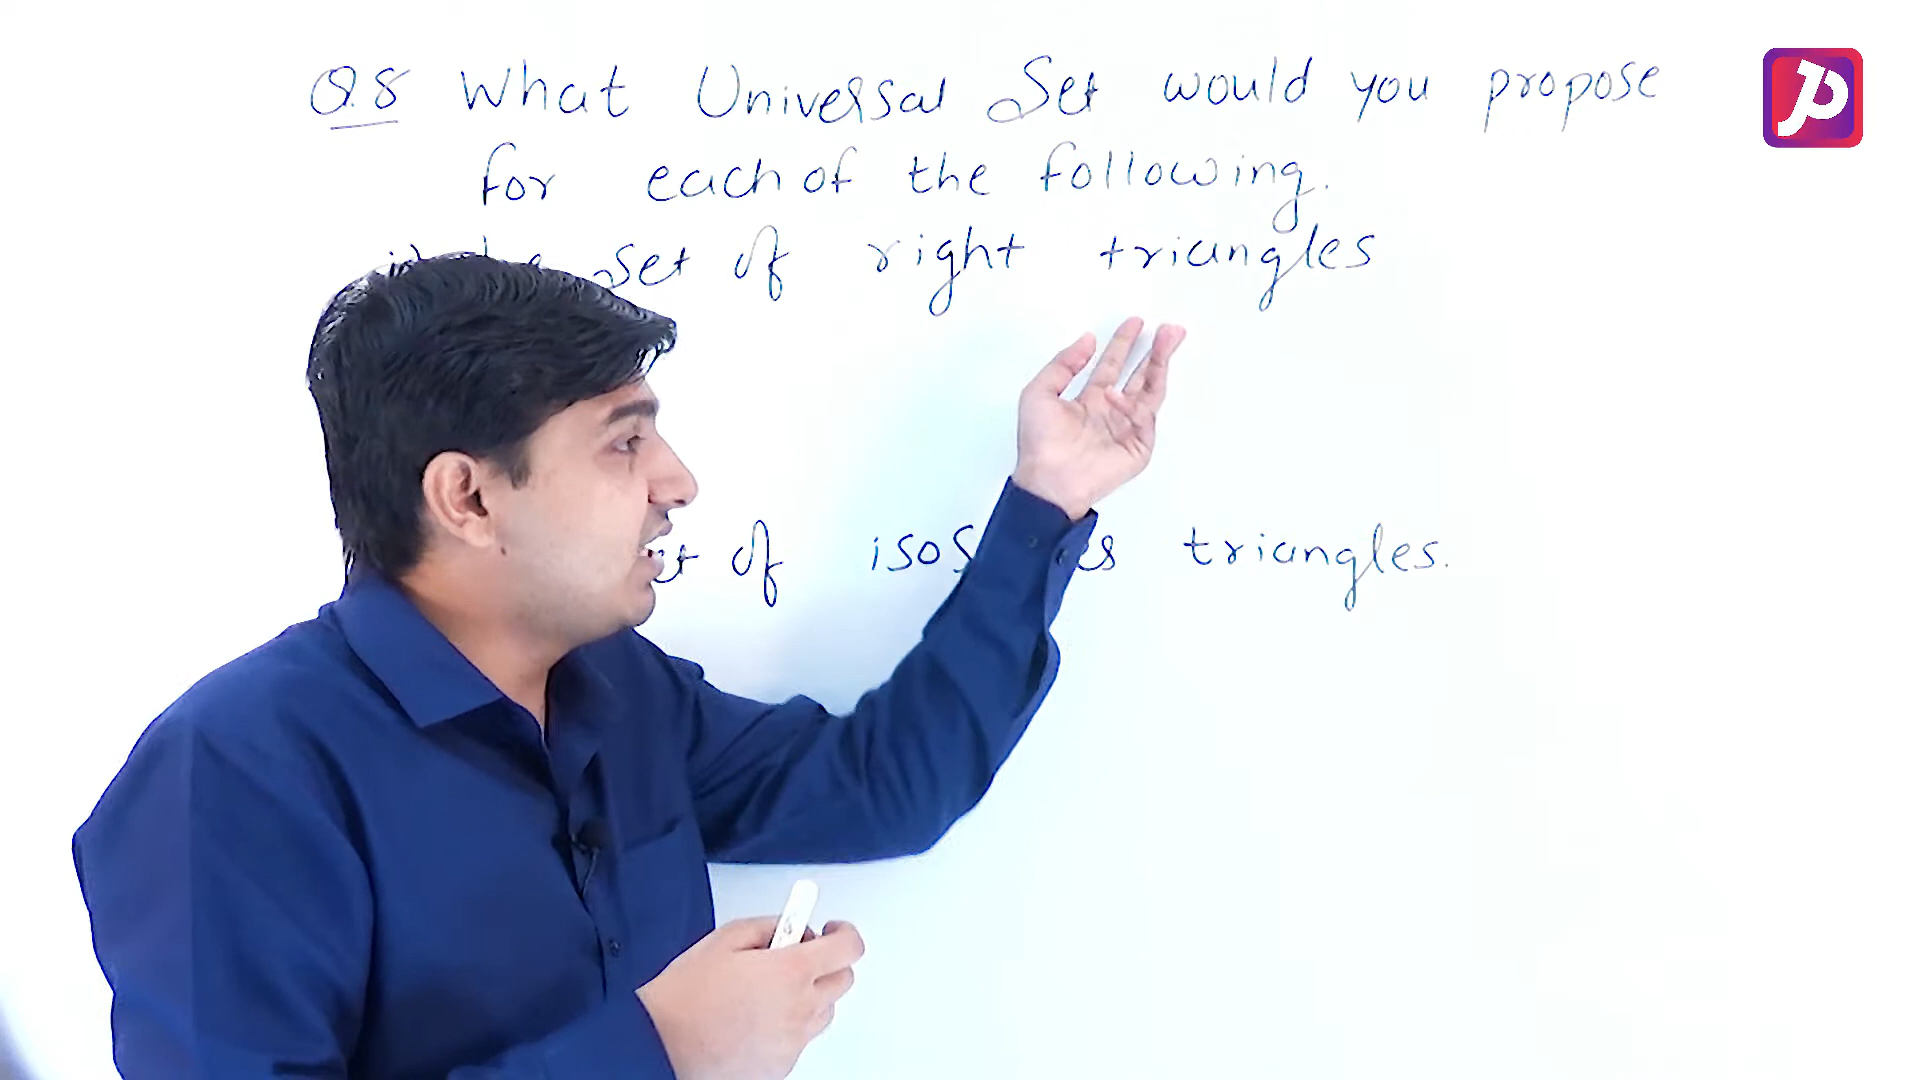 Q.8 What Universal Set would you propose
for each of the following.
set of right triangles
of triangles.